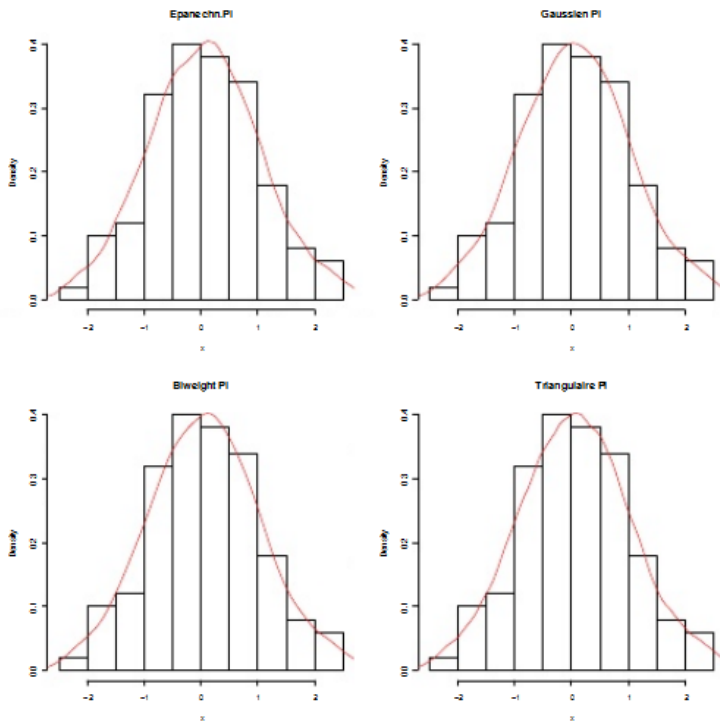 Epanechn.PI
Gaussien PI
Density
0.0 0.1 0.2 0.3 0.4
-2 -1 0 1 2
x
Density
0.0 0.1 0.2 0.3 0.4
-2 -1 0 1 2
x
Biweight PI
Triangulaire PI
Density
0.0 0.1 0.2 0.3 0.4
-2 -1 0 1 2
x
Density
0.0 0.1 0.2 0.3 0.4
-2 -1 0 1 2
x